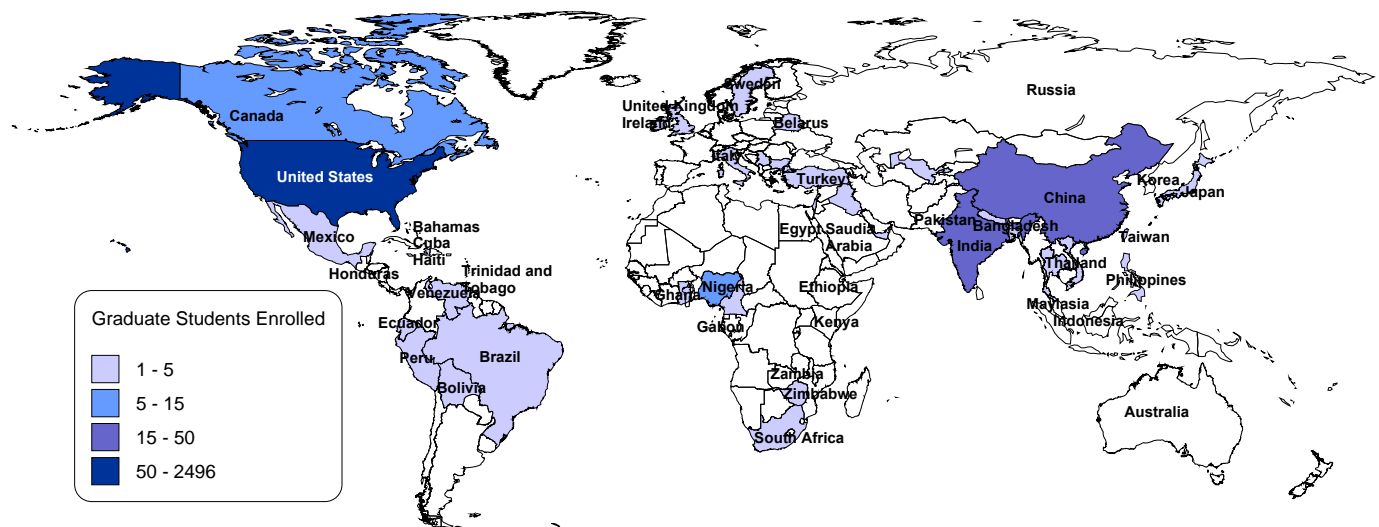 Swedon
Russia
United Kingdom
Canada
Ireland
Belarus
Italy
United States
Turkey
Korea
China
Japan
Pakistan
Bahamas
Egypt
Saudia
Bangladesh
Mexico
Cuba
Arabia
India
Taiwan
Haiti
Honduras
Trinidad and
Tobago
Thailand
Venezuela
Ghana
Nigeria
Ethiopia
Philippines
Maylasia
Graduate Students Enrolled
Ecuador
Gabon
Kenya
Indonesia
Peru
Brazil
1 - 5
Zambia
Bolivia
Zimbabwe
5 - 15
Australia
15 - 50
South Africa
50 - 2496